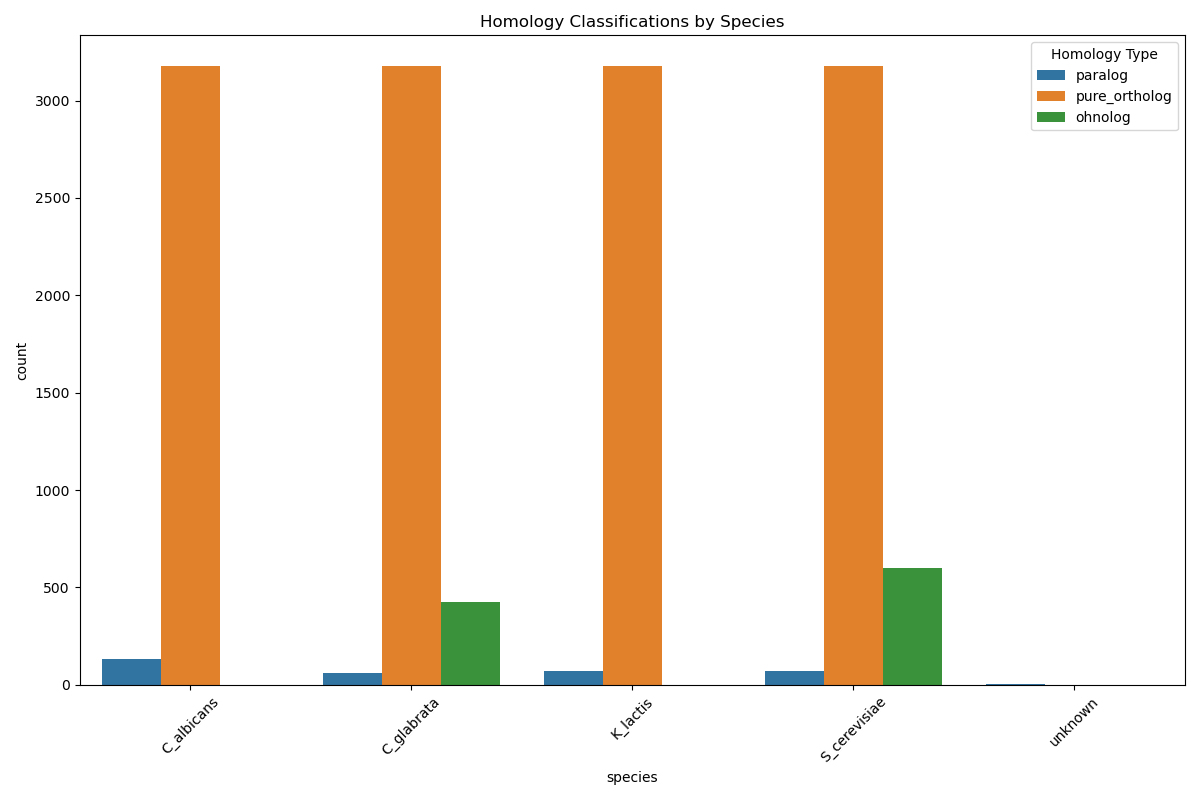 Homology Classifications by Species
Homology Type
paralog
pure_ortholog
ohnolog
count
3000
2500
2000
1500
1000
500
0
C_albicans
C_glabrata
K_lactis
S_cerevisiae
unknown
species